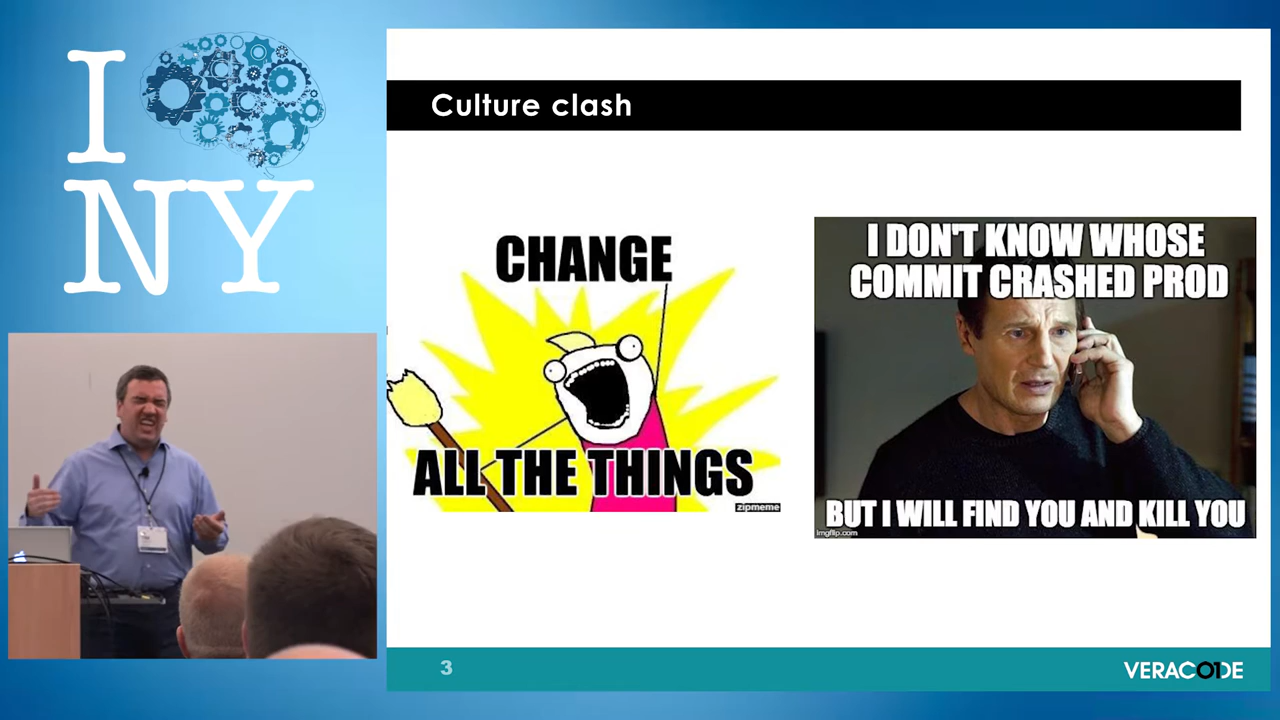 I
NY
Culture clash
CHANGE
ALL THE THINGS
zipmeme
I DON'T KNOW WHOSE
COMMIT CRASHED PROD
BUT I WILL FIND YOU AND KILL YOU
imgflip.com
3
VERACODE